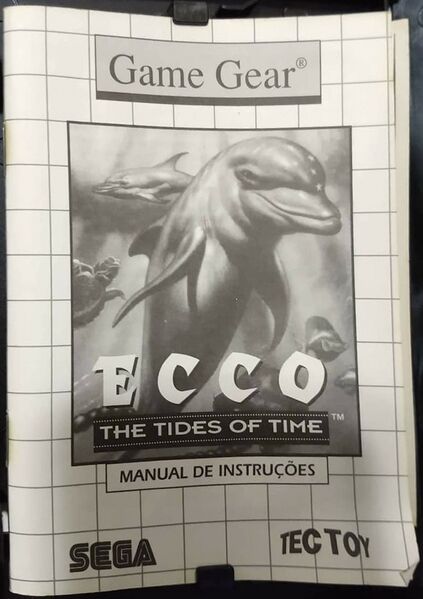 Game Gear®
ECCO
THE TIDES OF TIME™
MANUAL DE INSTRUÇÕES
SEGA
TEC TOY